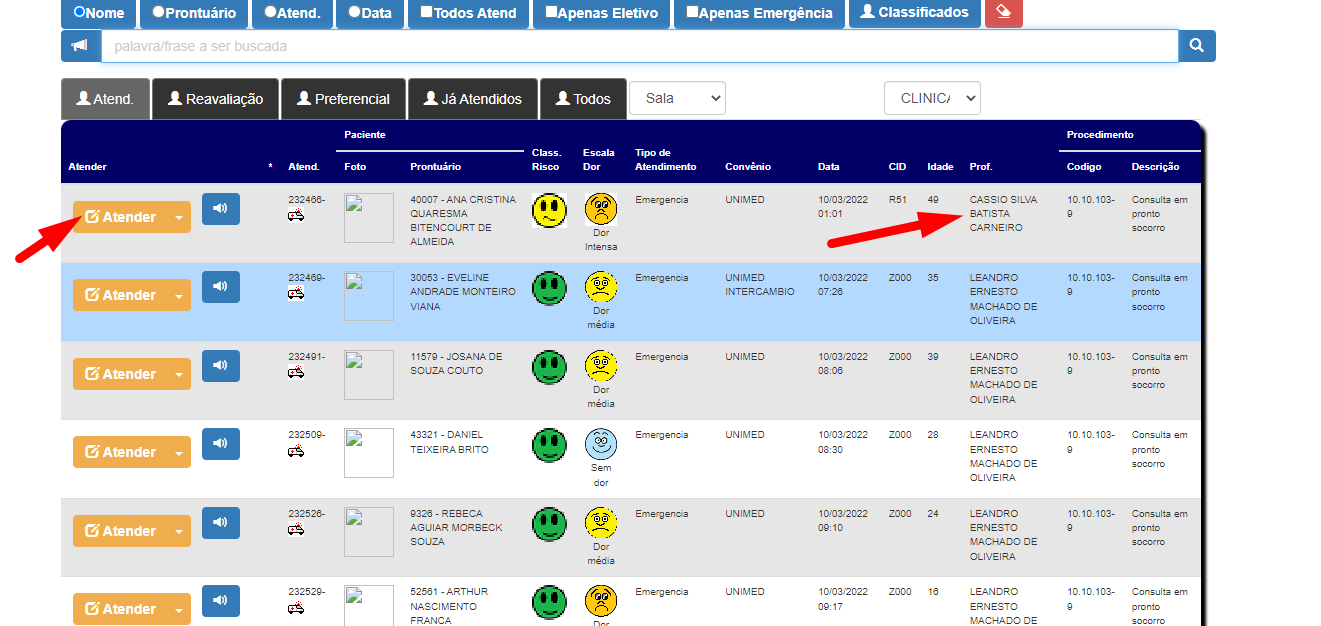 Nome Prontuário Atend. Data Todos Atend Apenas Eletivo Apenas Emergência Classificados
palavra/frase a ser buscada
Atend. Reavaliação Preferencial Já Atendidos Todos Sala CLINICA
Paciente Procedimento
Class. Escala Tipo de
Atender * Atend. Foto Prontuário Risco Dor Atendimento Convênio Data CID Idade Prof. Codigo Descrição
Atender 232466- 40007 - ANA CRISTINA Emergencia UNIMED 10/03/2022 R51 49 CASSIO SILVA 10.10.103- Consulta em
QUARESMA 01:01 BATISTA 9 pronto
BITENCOURT DE Dor CARNEIRO socorro
ALMEIDA Intensa
Atender 232469- 30053 - EVELINE Emergencia UNIMED 10/03/2022 Z000 35 LEANDRO 10.10.103- Consulta em
ANDRADE MONTEIRO INTERCAMBIO 07:26 ERNESTO 9 pronto
VIANA Dor MACHADO DE socorro
média OLIVEIRA
Atender 232491- 11579 - JOSANA DE Emergencia UNIMED 10/03/2022 Z000 39 LEANDRO 10.10.103- Consulta em
SOUZA COUTO 08:06 ERNESTO 9 pronto
Dor MACHADO DE socorro
média OLIVEIRA
Atender 232509- 43321 - DANIEL Emergencia UNIMED 10/03/2022 Z000 28 LEANDRO 10.10.103- Consulta em
TEIXEIRA BRITO 08:30 ERNESTO 9 pronto
Sem MACHADO DE socorro
dor OLIVEIRA
Atender 232526- 9326 - REBECA Emergencia UNIMED 10/03/2022 Z000 24 LEANDRO 10.10.103- Consulta em
AGUIAR MORBECK 09:10 ERNESTO 9 pronto
SOUZA Dor MACHADO DE socorro
média OLIVEIRA
Atender 232529- 52561 - ARTHUR Emergencia UNIMED 10/03/2022 Z000 16 LEANDRO 10.10.103- Consulta em
NASCIMENTO 09:17 ERNESTO 9 pronto
FRANCA Dor MACHADO DE socorro